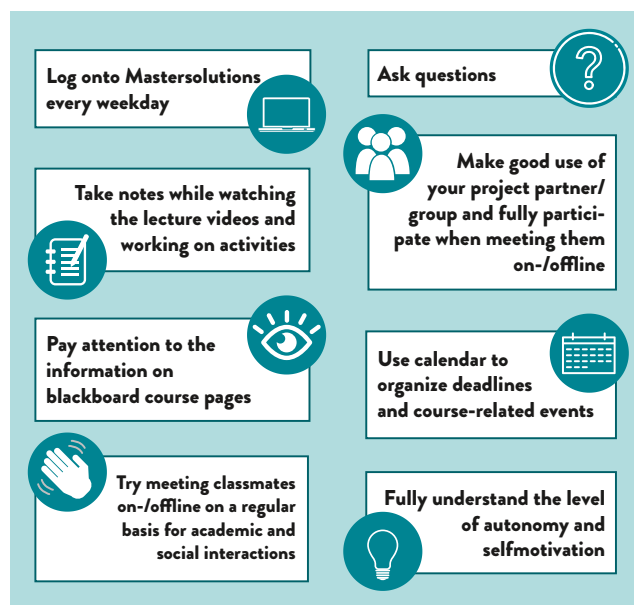 Log onto Mastersolutions
every weekday
Take notes while watching
the lecture videos and
working on activities
Pay attention to the
information on
blackboard course pages
Try meeting classmates
on-/offline on a regular
basis for academic and
social interactions
Ask questions
?
Make good use of
your project partner/
group and fully partici-
pate when meeting them
on-/offline
Use calendar to
organize deadlines
and course-related events
Fully understand the level
of autonomy and
selfmotivation